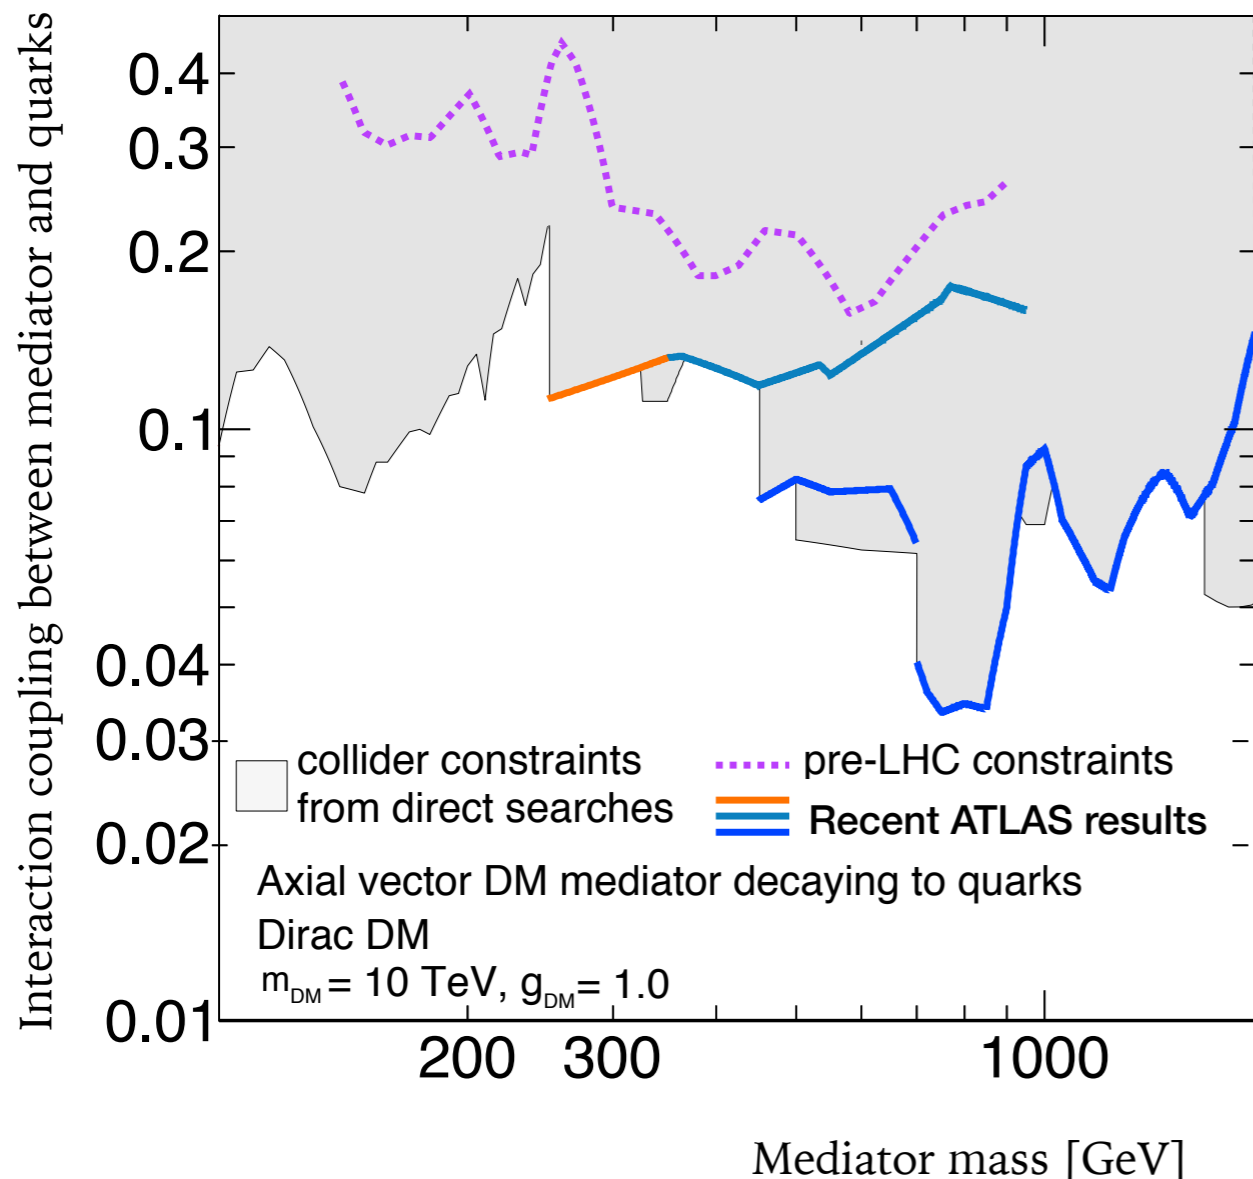 Interaction coupling between mediator and quarks
0.4
0.3
0.2
0.1
0.04
0.03
0.02
0.01
collider constraints
from direct searches
pre-LHC constraints
Recent ATLAS results
Axial vector DM mediator decaying to quarks
Dirac DM
m_DM = 10 TeV, g_DM = 1.0
200
300
1000
Mediator mass [GeV]